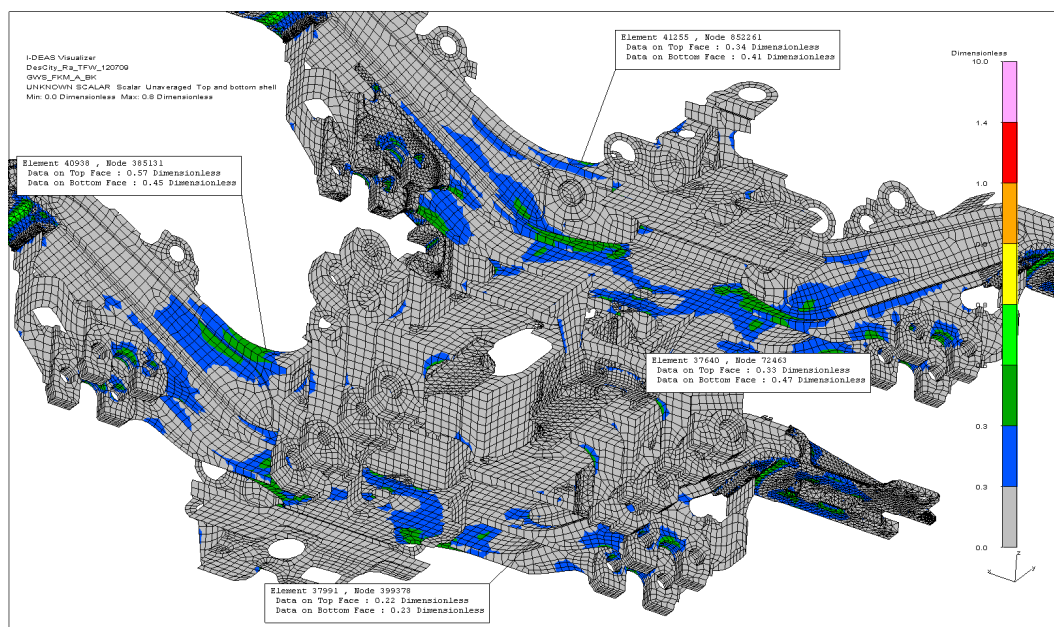 I-DEAS Visualizer
DesCity_Ra_TFW_120709
GWS_FKM_A_BK
UNKNOWN SCALAR Scalar Unaveraged Top and bottom shell
Min: 0.0 Dimensionless Max: 0.8 Dimensionless
Element 41255 , Node 852261
Data on Top Face : 0.34 Dimensionless
Data on Bottom Face : 0.41 Dimensionless
Element 40938 , Node 385131
Data on Top Face : 0.57 Dimensionless
Data on Bottom Face : 0.45 Dimensionless
Element 37640 , Node 72463
Data on Top Face : 0.33 Dimensionless
Data on Bottom Face : 0.47 Dimensionless
Element 37991 , Node 399378
Data on Top Face : 0.22 Dimensionless
Data on Bottom Face : 0.23 Dimensionless
Dimensionless
10.0
1.4
1.0
0.3
0.3
0.0
z
x
y